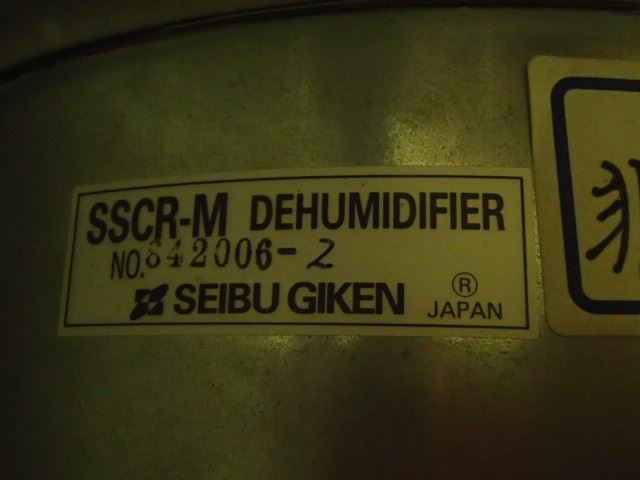 SSCR-M DEHUMIDIFIER
NO.842006-2
SEIBU GIKEN ® JAPAN